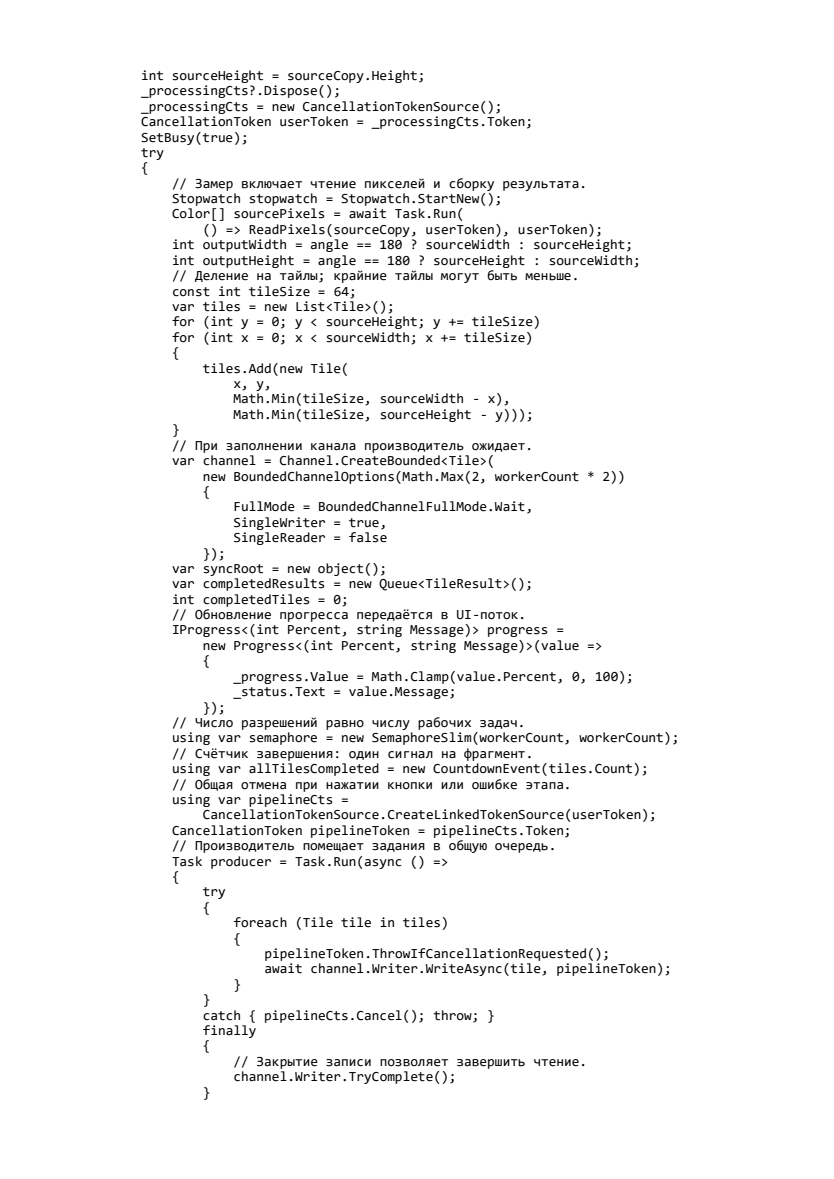 int sourceHeight = sourceCopy.Height;
_processingCts?.Dispose();
_processingCts = new CancellationTokenSource();
CancellationToken userToken = _processingCts.Token;
SetBusy(true);
try
{
    // Замер включает чтение пикселей и сборку результата.
    Stopwatch stopwatch = Stopwatch.StartNew();
    Color[] sourcePixels = await Task.Run(
        () => ReadPixels(sourceCopy, userToken), userToken);
    int outputWidth = angle == 180 ? sourceWidth : sourceHeight;
    int outputHeight = angle == 180 ? sourceHeight : sourceWidth;
    // Деление на тайлы; крайние тайлы могут быть меньше.
    const int tileSize = 64;
    var tiles = new List<Tile>();
    for (int y = 0; y < sourceHeight; y += tileSize)
    for (int x = 0; x < sourceWidth; x += tileSize)
    {
        tiles.Add(new Tile(
            x, y,
            Math.Min(tileSize, sourceWidth - x),
            Math.Min(tileSize, sourceHeight - y)));
    }
    // При заполнении канала производитель ожидает.
    var channel = Channel.CreateBounded<Tile>(
        new BoundedChannelOptions(Math.Max(2, workerCount * 2))
        {
            FullMode = BoundedChannelFullMode.Wait,
            SingleWriter = true,
            SingleReader = false
        });
    var syncRoot = new object();
    var completedResults = new Queue<TileResult>();
    int completedTiles = 0;
    // Обновление прогресса передаётся в UI-поток.
    IProgress<(int Percent, string Message)> progress =
        new Progress<(int Percent, string Message)>(value =>
        {
            _progress.Value = Math.Clamp(value.Percent, 0, 100);
            _status.Text = value.Message;
        });
    // Число разрешений равно числу рабочих задач.
    using var semaphore = new SemaphoreSlim(workerCount, workerCount);
    // Счётчик завершения: один сигнал на фрагмент.
    using var allTilesCompleted = new CountdownEvent(tiles.Count);
    // Общая отмена при нажатии кнопки или ошибке этапа.
    using var pipelineCts =
        CancellationTokenSource.CreateLinkedTokenSource(userToken);
    CancellationToken pipelineToken = pipelineCts.Token;
    // Производитель помещает задания в общую очередь.
    Task producer = Task.Run(async () =>
    {
        try
        {
            foreach (Tile tile in tiles)
            {
                pipelineToken.ThrowIfCancellationRequested();
                await channel.Writer.WriteAsync(tile, pipelineToken);
            }
        }
        catch { pipelineCts.Cancel(); throw; }
        finally
        {
            // Закрытие записи позволяет завершить чтение.
            channel.Writer.TryComplete();
        }